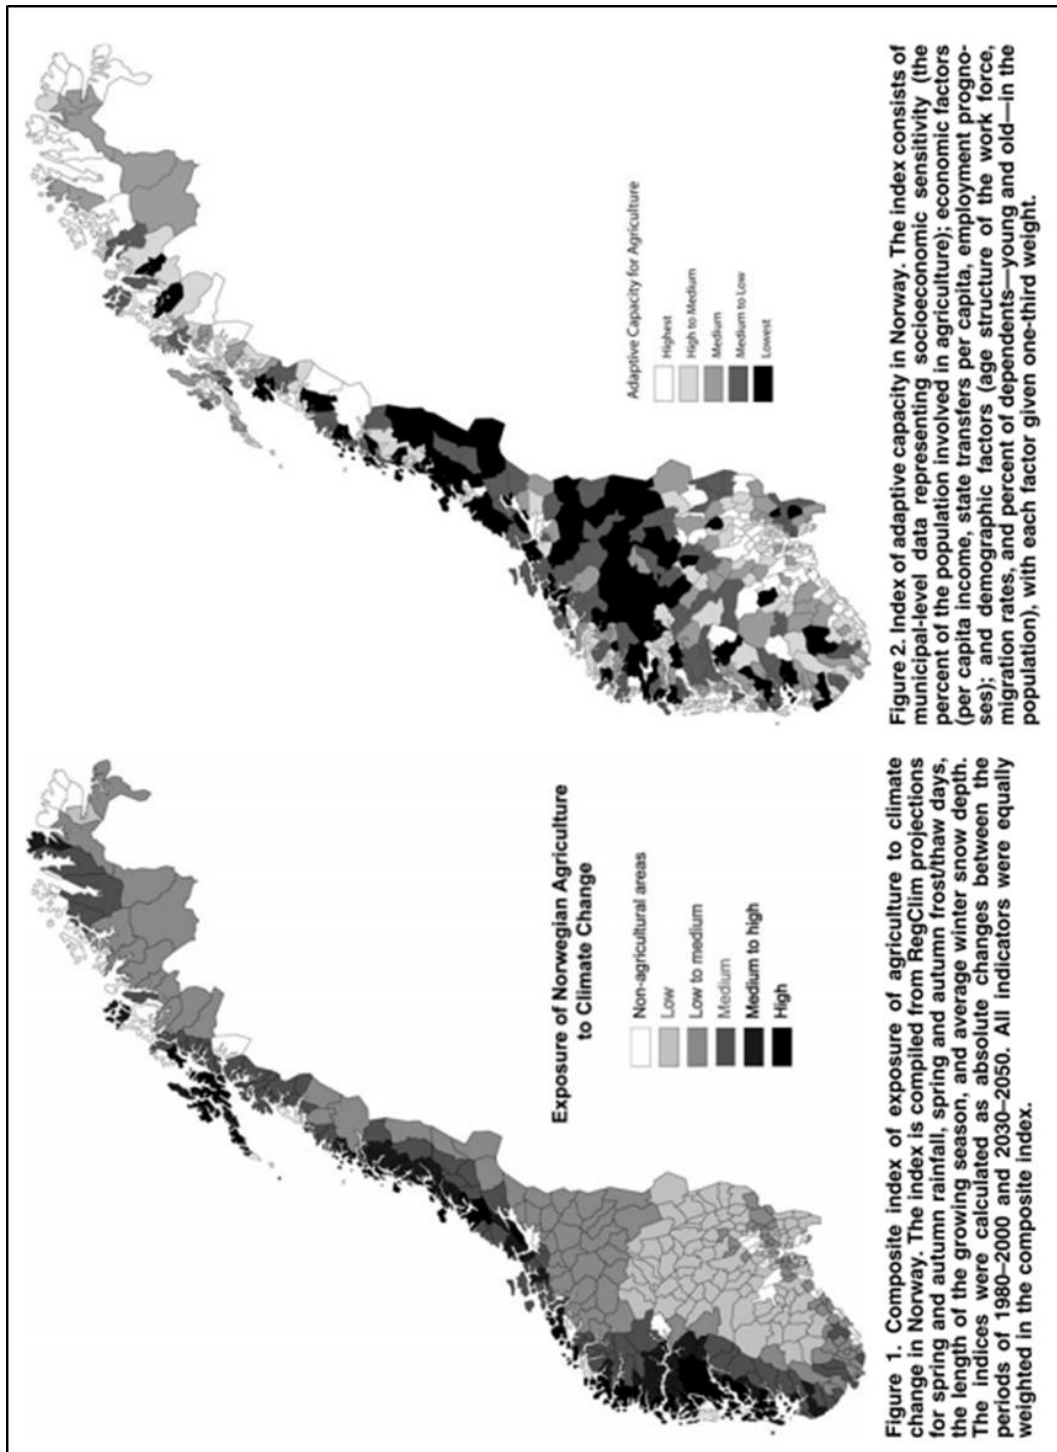 Exposure of Norwegian Agriculture
to Climate Change
Non-agricultural areas
Low
Low to medium
Medium
Medium to high
High
Figure 1. Composite index of exposure of agriculture to climate
change in Norway. The index is compiled from RegClim projections
for spring and autumn rainfall, spring and autumn frost/thaw days,
the length of the growing season, and average winter snow depth.
The indices were calculated as absolute changes between the
periods of 1980–2000 and 2030–2050. All indicators were equally
weighted in the composite index.
Adaptive Capacity for Agriculture
Highest
High to Medium
Medium
Medium to Low
Lowest
Figure 2. Index of adaptive capacity in Norway. The index consists of
municipal-level data representing socioeconomic sensitivity (the
percent of the population involved in agriculture); economic factors
(per capita income, state transfers per capita, employment progno-
ses); and demographic factors (age structure of the work force,
migration rates, and percent of dependents—young and old—in the
population), with each factor given one-third weight.